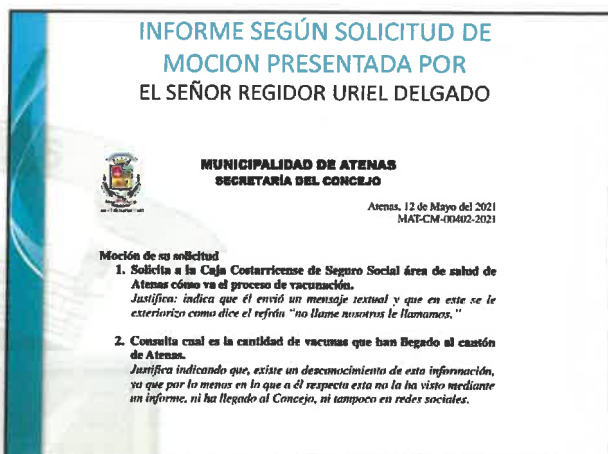 INFORME SEGÚN SOLICITUD DE
MOCION PRESENTADA POR
EL SEÑOR REGIDOR URIEL DELGADO
MUNICIPALIDAD DE ATENAS
SECRETARÍA DEL CONCEJO
Atenas, 12 de Mayo del 2021
MAT-CM-00402-2021
Moción de su solicitud
1. Solicita a la Caja Costarricense de Seguro Social área de salud de
Atenas cómo va el proceso de vacunación.
Justifica: indica que él envió un mensaje textual y que en este se le
exteriorizo como dice el refrán "no llame nosotros le llamamos."
2. Consulta cual es la cantidad de vacunas que han llegado al cantón
de Atenas.
Justifica indicando que, existe un desconocimiento de esta información,
ya que por lo menos en lo que a él respecta esta no la ha visto mediante
un informe, ni ha llegado al Concejo, ni tampoco en redes sociales.